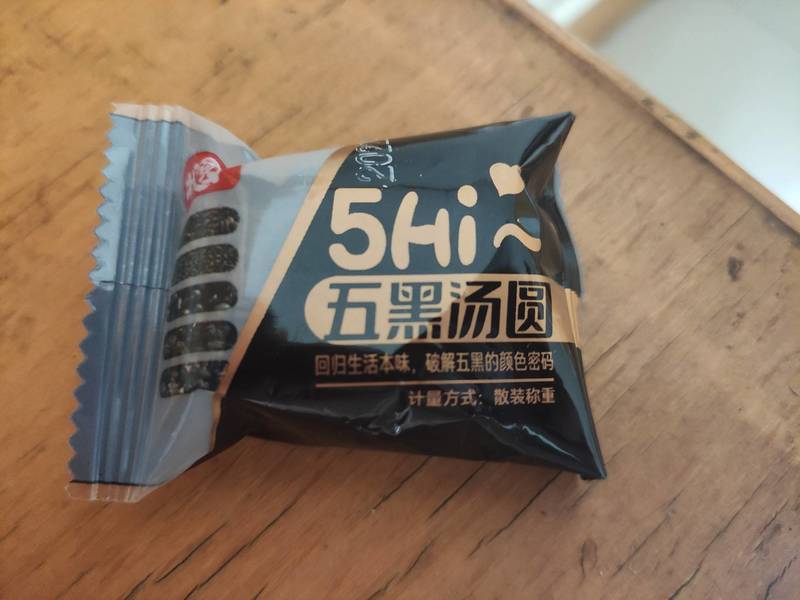 5Hi~
五黑汤圆
回归生活本味，破解五黑的颜色密码
计量方式：散装称重